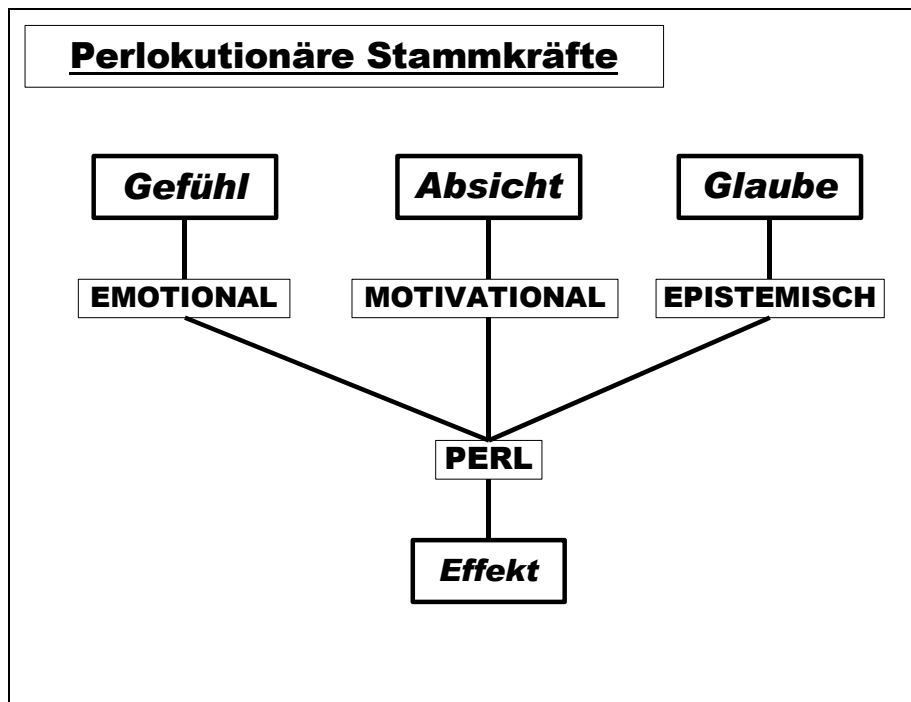 Perlokutionäre Stammkräfte
Gefühl Absicht Glaube
EMOTIONAL MOTIVATIONAL EPISTEMISCH
PERL
Effekt